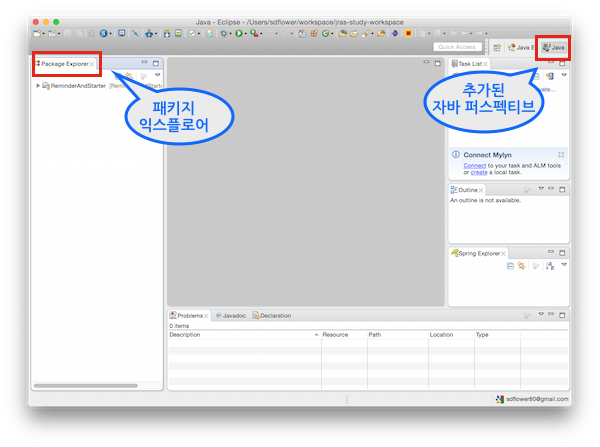 Java - Eclipse - /Users/sdflower/workspace/jras-study-workspace
Quick Access
Java E
Java
Package Explorer
ReminderAndStarter
패키지
익스플로어
Task List
추가된
자바 퍼스펙티브
vate...
Connect Mylyn
Connect to your task and ALM tools
or create a local task.
Outline
An outline is not available.
Spring Explorer
Problems
Javadoc
Declaration
0 items
Description
Resource
Path
Location
Type
sdflower80@gmail.com